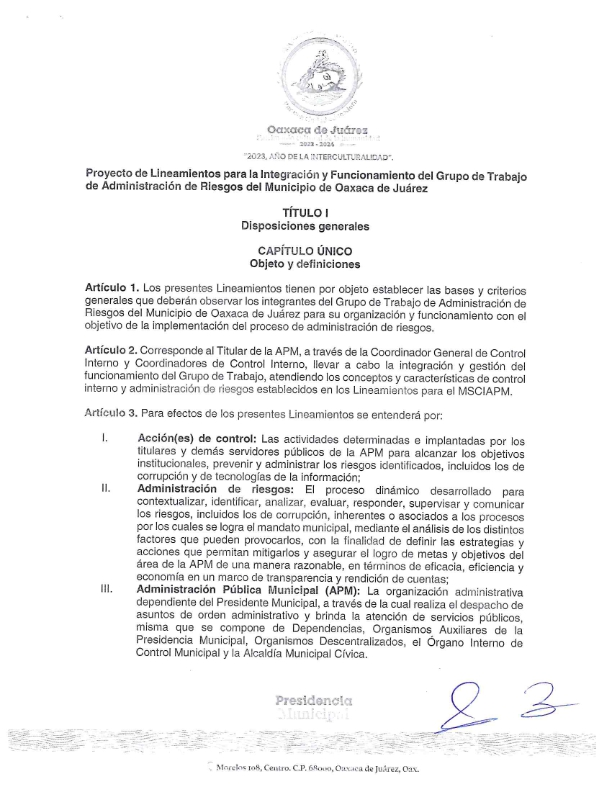 Oaxaca de Juárez
2022 - 2024
"2023, AÑO DE LA INTERCULTURALIDAD".
Proyecto de Lineamientos para la Integración y Funcionamiento del Grupo de Trabajo
de Administración de Riesgos del Municipio de Oaxaca de Juárez
TÍTULO I
Disposiciones generales
CAPÍTULO ÚNICO
Objeto y definiciones
Artículo 1. Los presentes Lineamientos tienen por objeto establecer las bases y criterios
generales que deberán observar los integrantes del Grupo de Trabajo de Administración de
Riesgos del Municipio de Oaxaca de Juárez para su organización y funcionamiento con el
objetivo de la implementación del proceso de administración de riesgos.
Artículo 2. Corresponde al Titular de la APM, a través de la Coordinador General de Control
Interno y Coordinadores de Control Interno, llevar a cabo la integración y gestión del
funcionamiento del Grupo de Trabajo, atendiendo los conceptos y características de control
interno y administración de riesgos establecidos en los Lineamientos para el MSCIAPM.
Artículo 3. Para efectos de los presentes Lineamientos se entenderá por:
I. Acción(es) de control: Las actividades determinadas e implantadas por los
titulares y demás servidores públicos de la APM para alcanzar los objetivos
institucionales, prevenir y administrar los riesgos identificados, incluidos los de
corrupción y de tecnologías de la información;
II. Administración de riesgos: El proceso dinámico desarrollado para
contextualizar, identificar, analizar, evaluar, responder, supervisar y comunicar
los riesgos, incluidos los de corrupción, inherentes o asociados a los procesos
por los cuales se logra el mandato municipal, mediante el análisis de los distintos
factores que pueden provocarlos, con la finalidad de definir las estrategias y
acciones que permitan mitigarlos y asegurar el logro de metas y objetivos del
área de la APM de una manera razonable, en términos de eficacia, eficiencia y
economía en un marco de transparencia y rendición de cuentas;
III. Administración Pública Municipal (APM): La organización administrativa
dependiente del Presidente Municipal, a través de la cual realiza el despacho de
asuntos de orden administrativo y brinda la atención de servicios públicos,
misma que se compone de Dependencias, Organismos Auxiliares de la
Presidencia Municipal, Organismos Descentralizados, el Órgano Interno de
Control Municipal y la Alcaldía Municipal Cívica.
Presidencia
Municipal
Morelos 108, Centro. C.P. 68000, Oaxaca de Juárez, Oax.